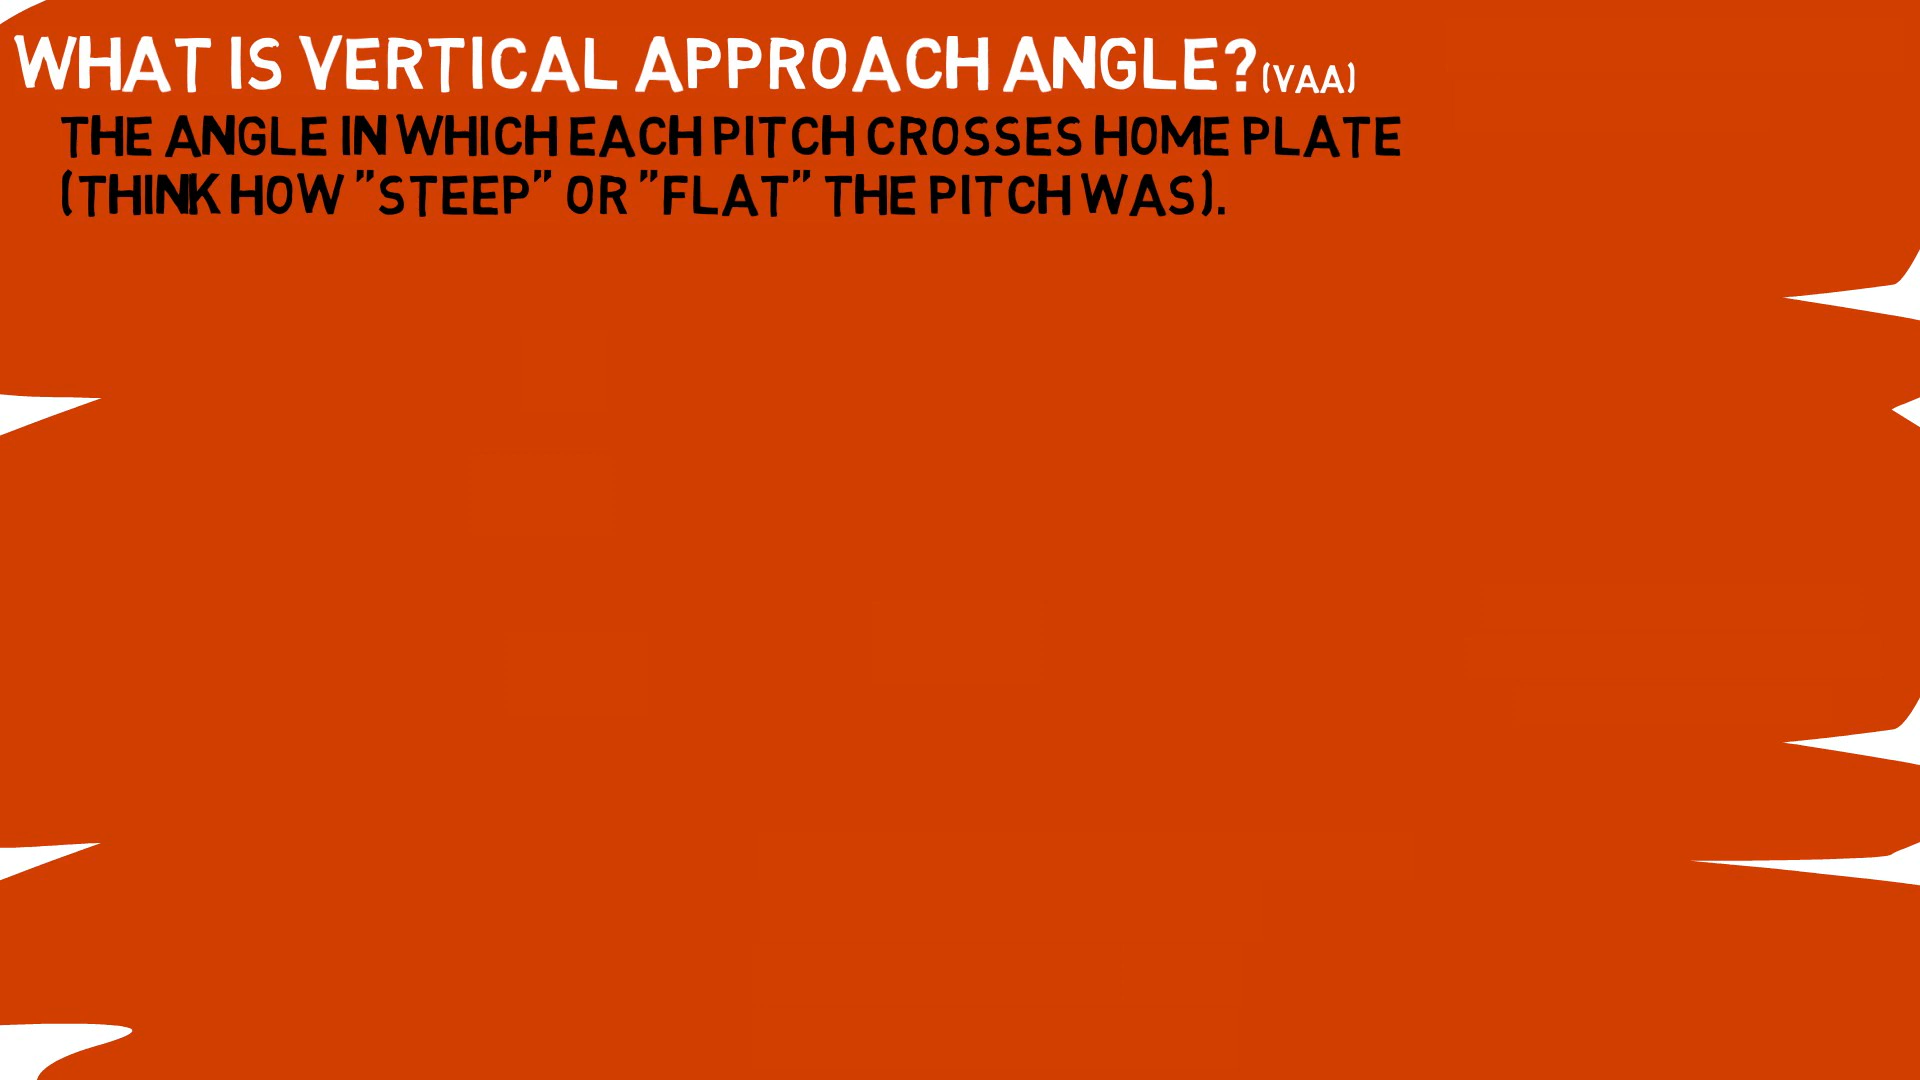 WHAT IS VERTICAL APPROACH ANGLE? (VAA)
THE ANGLE IN WHICH EACH PITCH CROSSES HOME PLATE
(THINK HOW "STEEP" OR "FLAT" THE PITCH WAS).